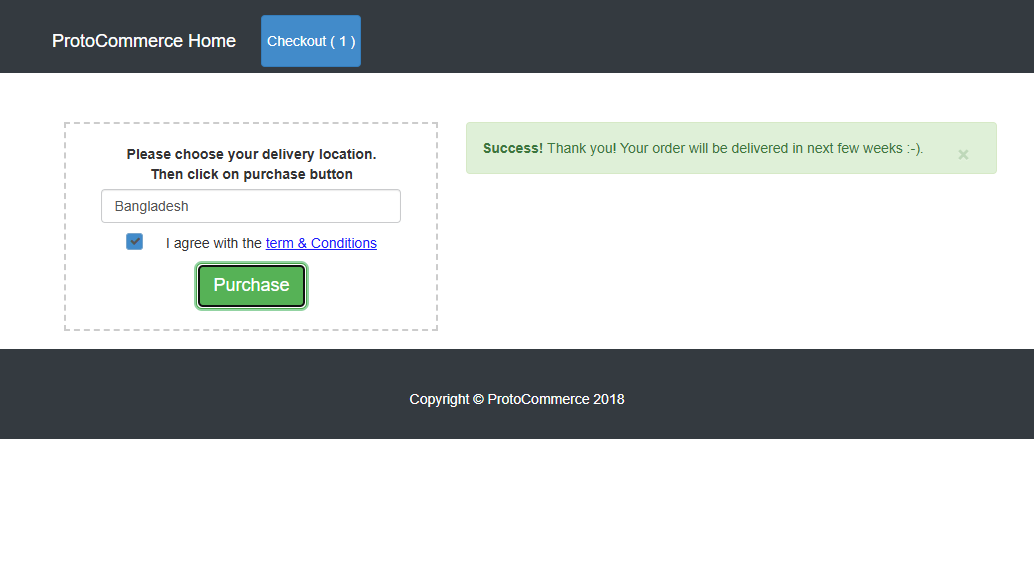 ProtoCommerce Home
Checkout ( 1 )
Please choose your delivery location.
Then click on purchase button
Bangladesh
I agree with the term & Conditions
Purchase
Success! Thank you! Your order will be delivered in next few weeks :-).
×
Copyright © ProtoCommerce 2018